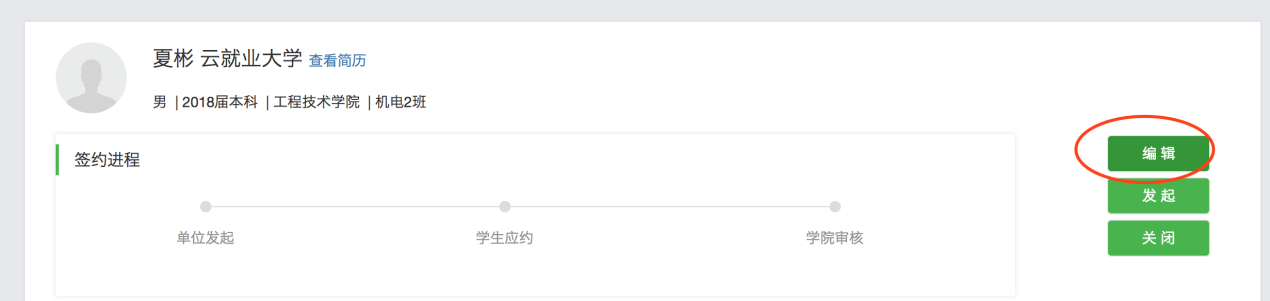 夏彬 云就业大学 查看简历
男 | 2018届本科 | 工程技术学院 | 机电2班
签约进程
单位发起 学生应约 学院审核
编辑
发起
关闭